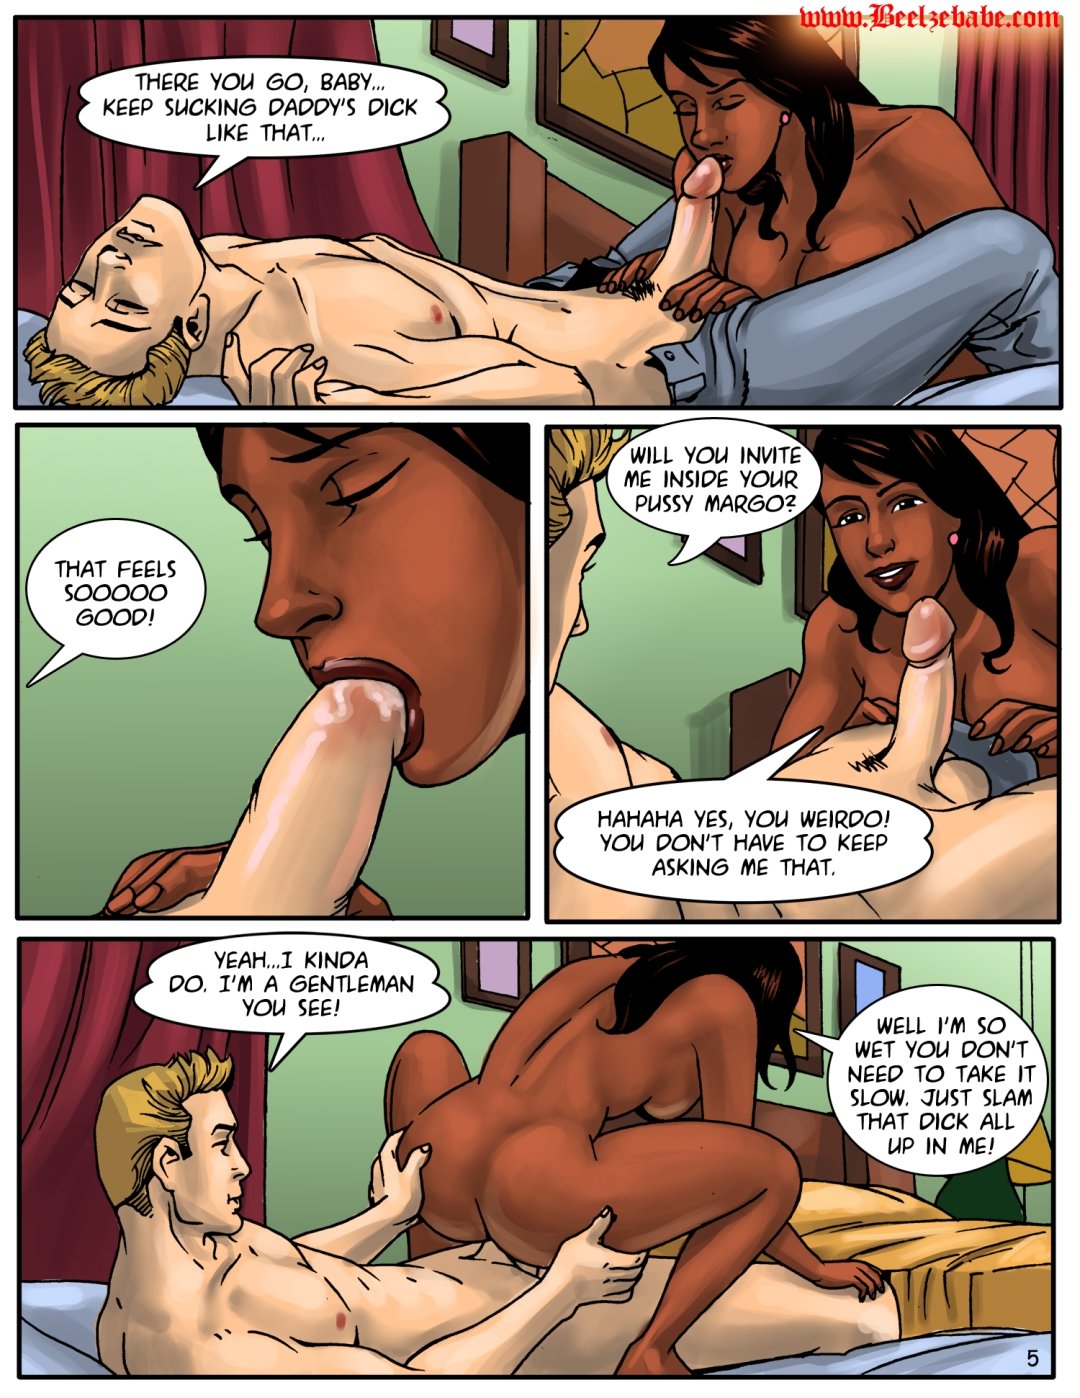 www.Beelzebabe.com
THERE YOU GO, BABY...
KEEP SUCKING DADDY'S DICK
LIKE THAT...
THAT FEELS
SOOOOO
GOOD!
WILL YOU INVITE
ME INSIDE YOUR
PUSSY MARGO?
HAHAHA YES, YOU WEIRDO!
YOU DON'T HAVE TO KEEP
ASKING ME THAT.
YEAH...I KINDA
DO. I'M A GENTLEMAN
YOU SEE!
WELL I'M SO
WET YOU DON'T
NEED TO TAKE IT
SLOW. JUST SLAM
THAT DICK ALL
UP IN ME!
5